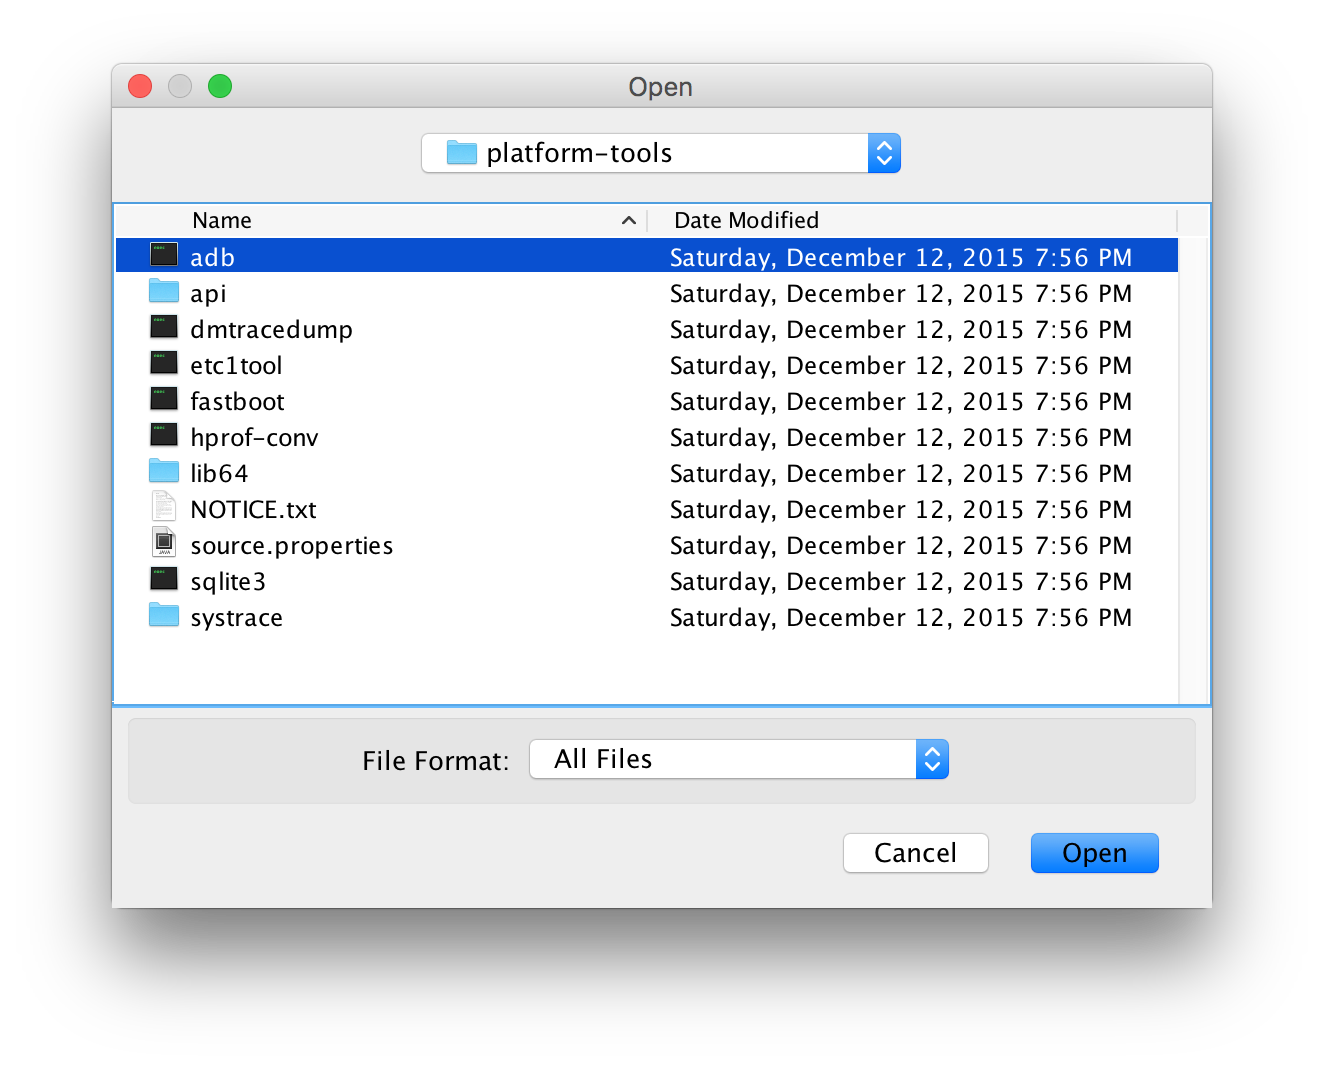 Open
platform-tools
Name Date Modified
adb Saturday, December 12, 2015 7:56 PM
api Saturday, December 12, 2015 7:56 PM
dmtracedump Saturday, December 12, 2015 7:56 PM
etc1tool Saturday, December 12, 2015 7:56 PM
fastboot Saturday, December 12, 2015 7:56 PM
hprof-conv Saturday, December 12, 2015 7:56 PM
lib64 Saturday, December 12, 2015 7:56 PM
NOTICE.txt Saturday, December 12, 2015 7:56 PM
source.properties Saturday, December 12, 2015 7:56 PM
sqlite3 Saturday, December 12, 2015 7:56 PM
systrace Saturday, December 12, 2015 7:56 PM
File Format: All Files
Cancel Open